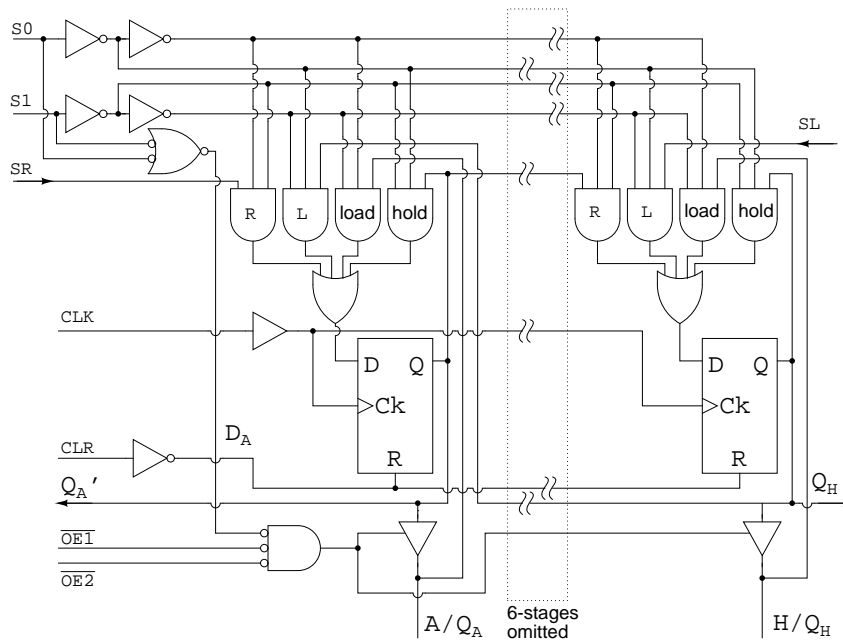 S0
S1
SL
SR
R
L
load
hold
R
L
load
hold
CLK
D
Q
Ck
R
D
Q
Ck
R
D_A
CLR
Q_A'
Q_H
OE1
OE2
A/Q_A
6-stages
omitted
H/Q_H